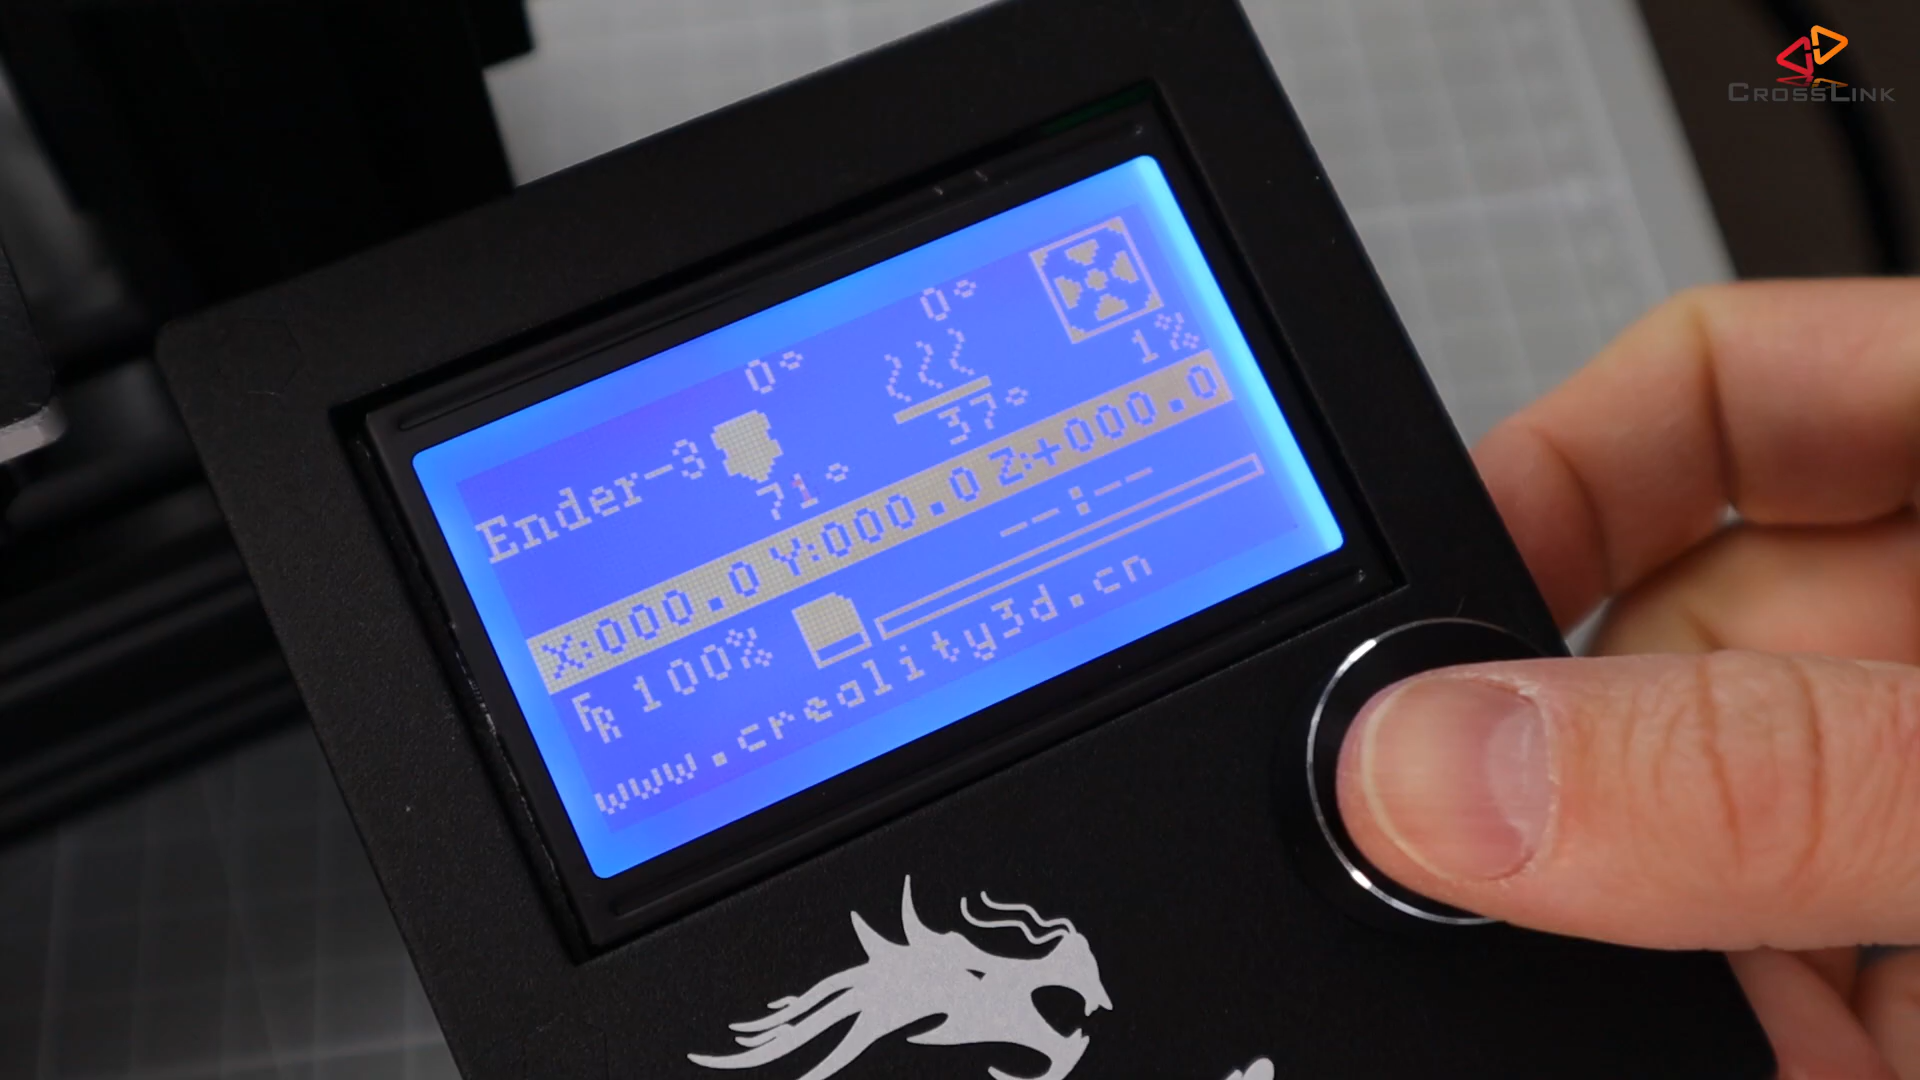 CROSSLINK
0° 0°
Ender-3 71° 37° 1%
X:000.0 Y:000.0 Z:+000.0
FR 100% --:--
www.creality3d.cn